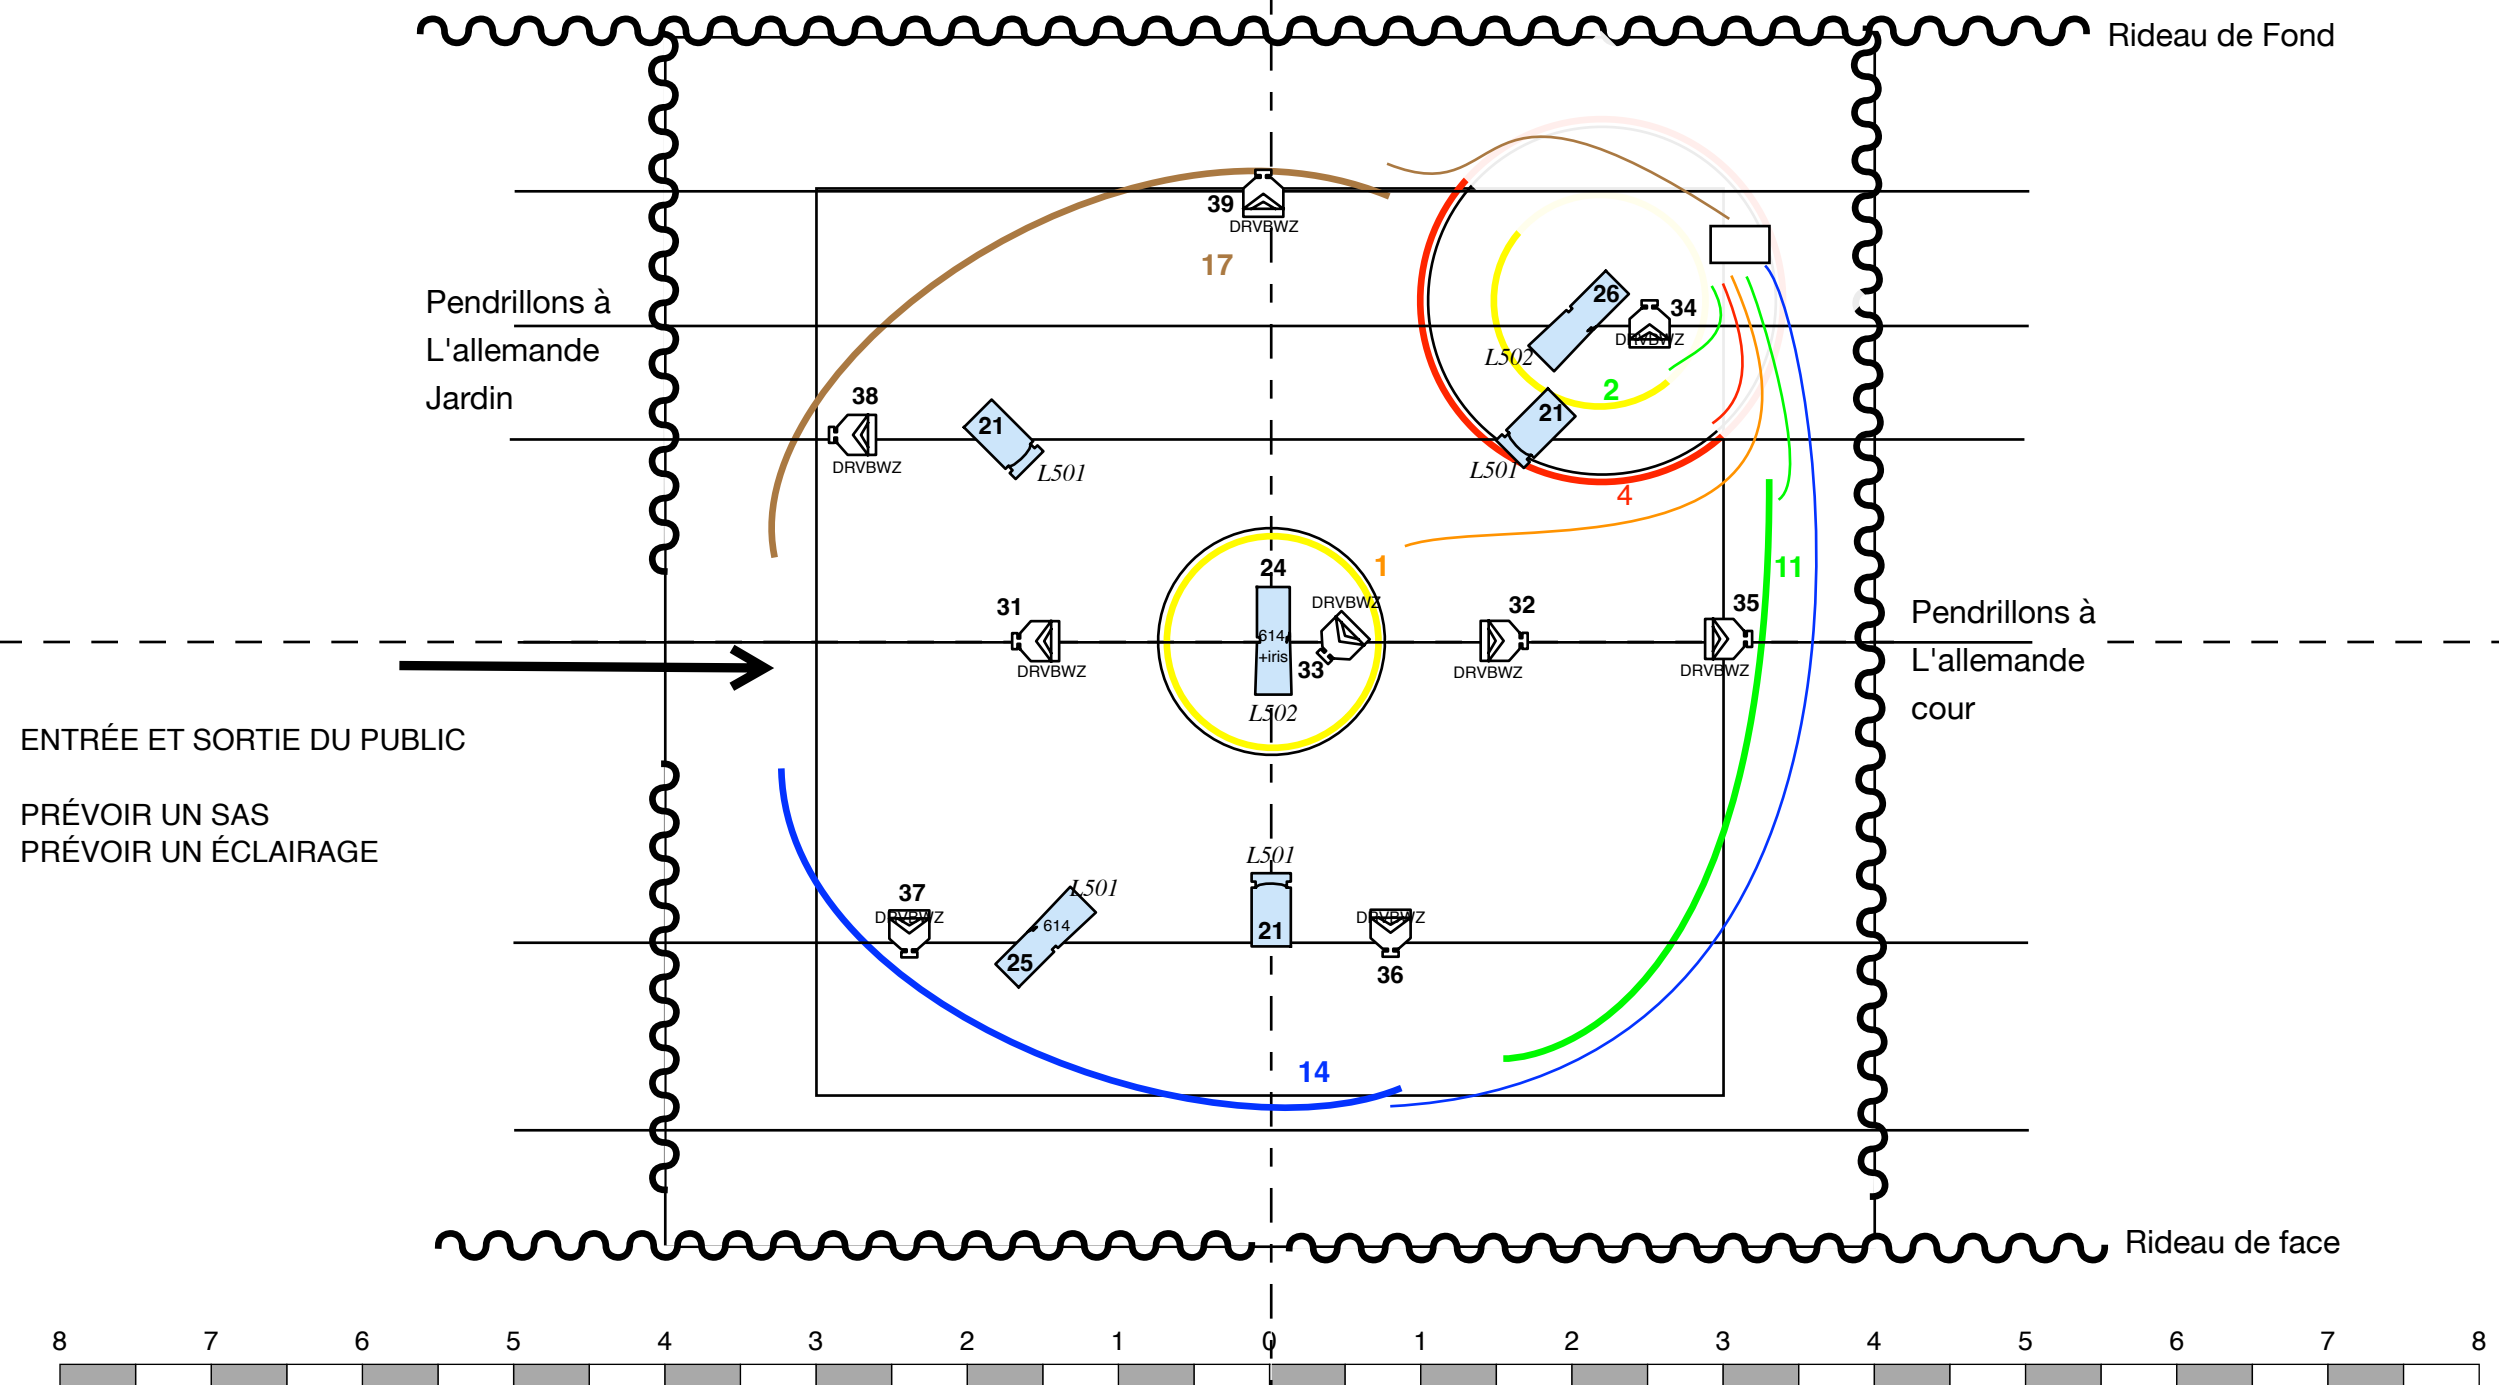 Rideau de Fond
39
DRVBWZ
17
Pendrillons à
L'allemande
Jardin
26
34
DRVBWZ
L502
2
38
DRVBWZ
21
L501
21
L501
4
1
11
24
614
+iris
L502
DRVBWZ
33
31
DRVBWZ
32
DRVBWZ
35
DRVBWZ
Pendrillons à
L'allemande
cour
ENTRÉE ET SORTIE DU PUBLIC
PRÉVOIR UN SAS
PRÉVOIR UN ÉCLAIRAGE
37
DRVBWZ
L501
614
25
L501
21
DRVBWZ
36
14
Rideau de face
8 7 6 5 4 3 2 1 0 1 2 3 4 5 6 7 8